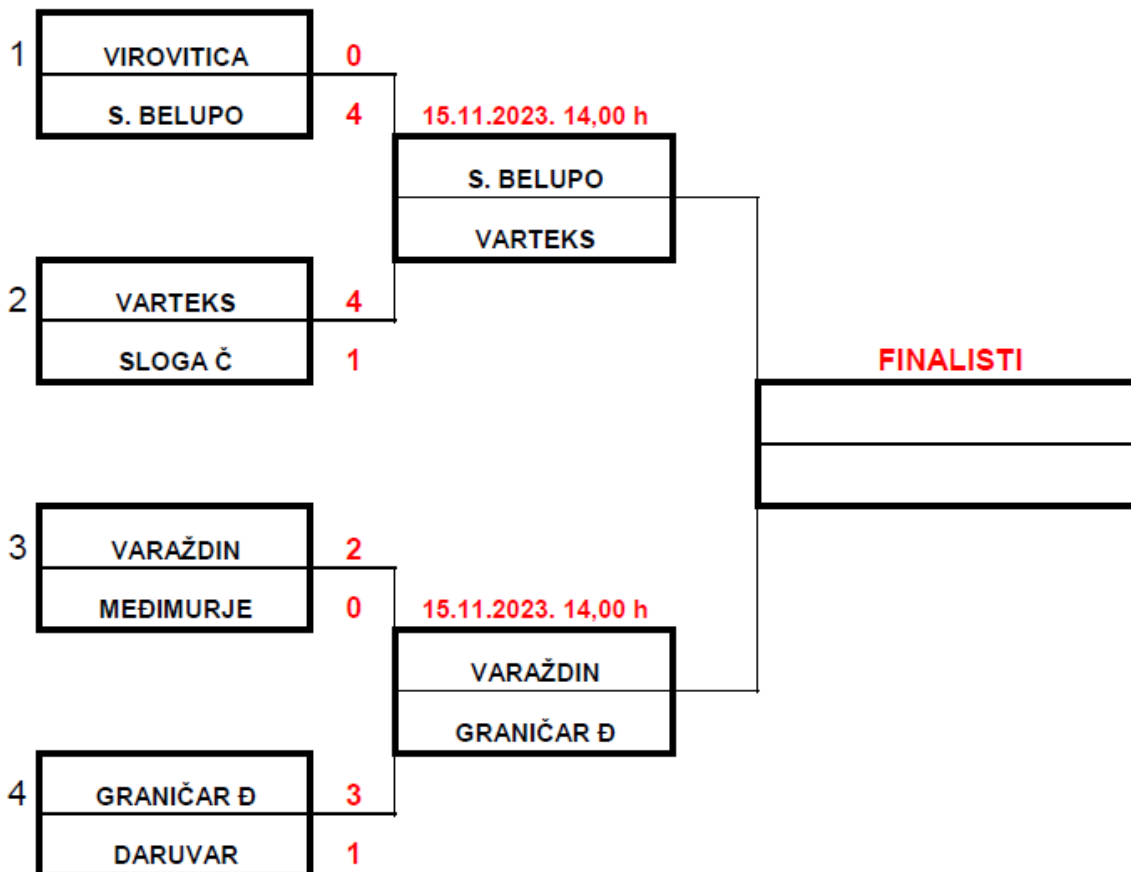 1
VIROVITICA 0
S. BELUPO 4
15.11.2023. 14,00 h
S. BELUPO
VARTEKS
2
VARTEKS 4
SLOGA Č 1
FINALISTI
3
VARAŽDIN 2
MEĐIMURJE 0
15.11.2023. 14,00 h
VARAŽDIN
GRANIČAR Đ
4
GRANIČAR Đ 3
DARUVAR 1